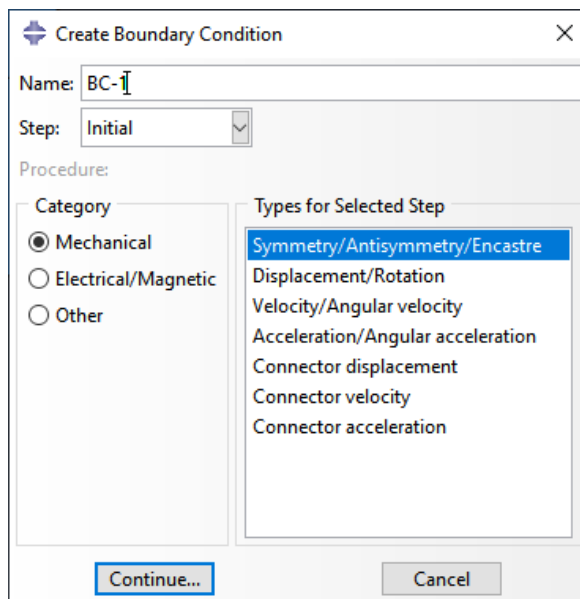 Create Boundary Condition
Name: BC-1
Step: Initial
Procedure:
Category
Mechanical
Electrical/Magnetic
Other
Types for Selected Step
Symmetry/Antisymmetry/Encastre
Displacement/Rotation
Velocity/Angular velocity
Acceleration/Angular acceleration
Connector displacement
Connector velocity
Connector acceleration
Continue...
Cancel